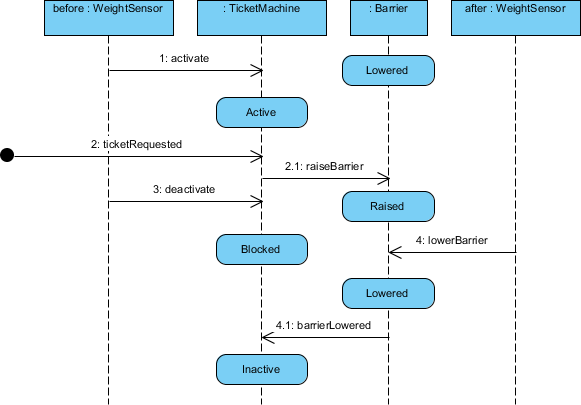 before : WeightSensor
: TicketMachine
: Barrier
after : WeightSensor
1: activate
Lowered
Active
2: ticketRequested
2.1: raiseBarrier
3: deactivate
Raised
Blocked
4: lowerBarrier
Lowered
4.1: barrierLowered
Inactive